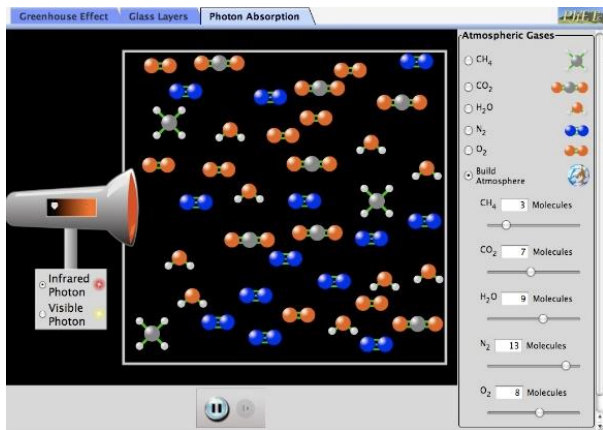 Greenhouse Effect Glass Layers Photon Absorption
PhET
Atmospheric Gases
CH4
CO2
H2O
N2
O2
Build
Atmosphere
CH4 3 Molecules
CO2 7 Molecules
H2O 9 Molecules
N2 13 Molecules
O2 8 Molecules
Infrared
Photon
Visible
Photon